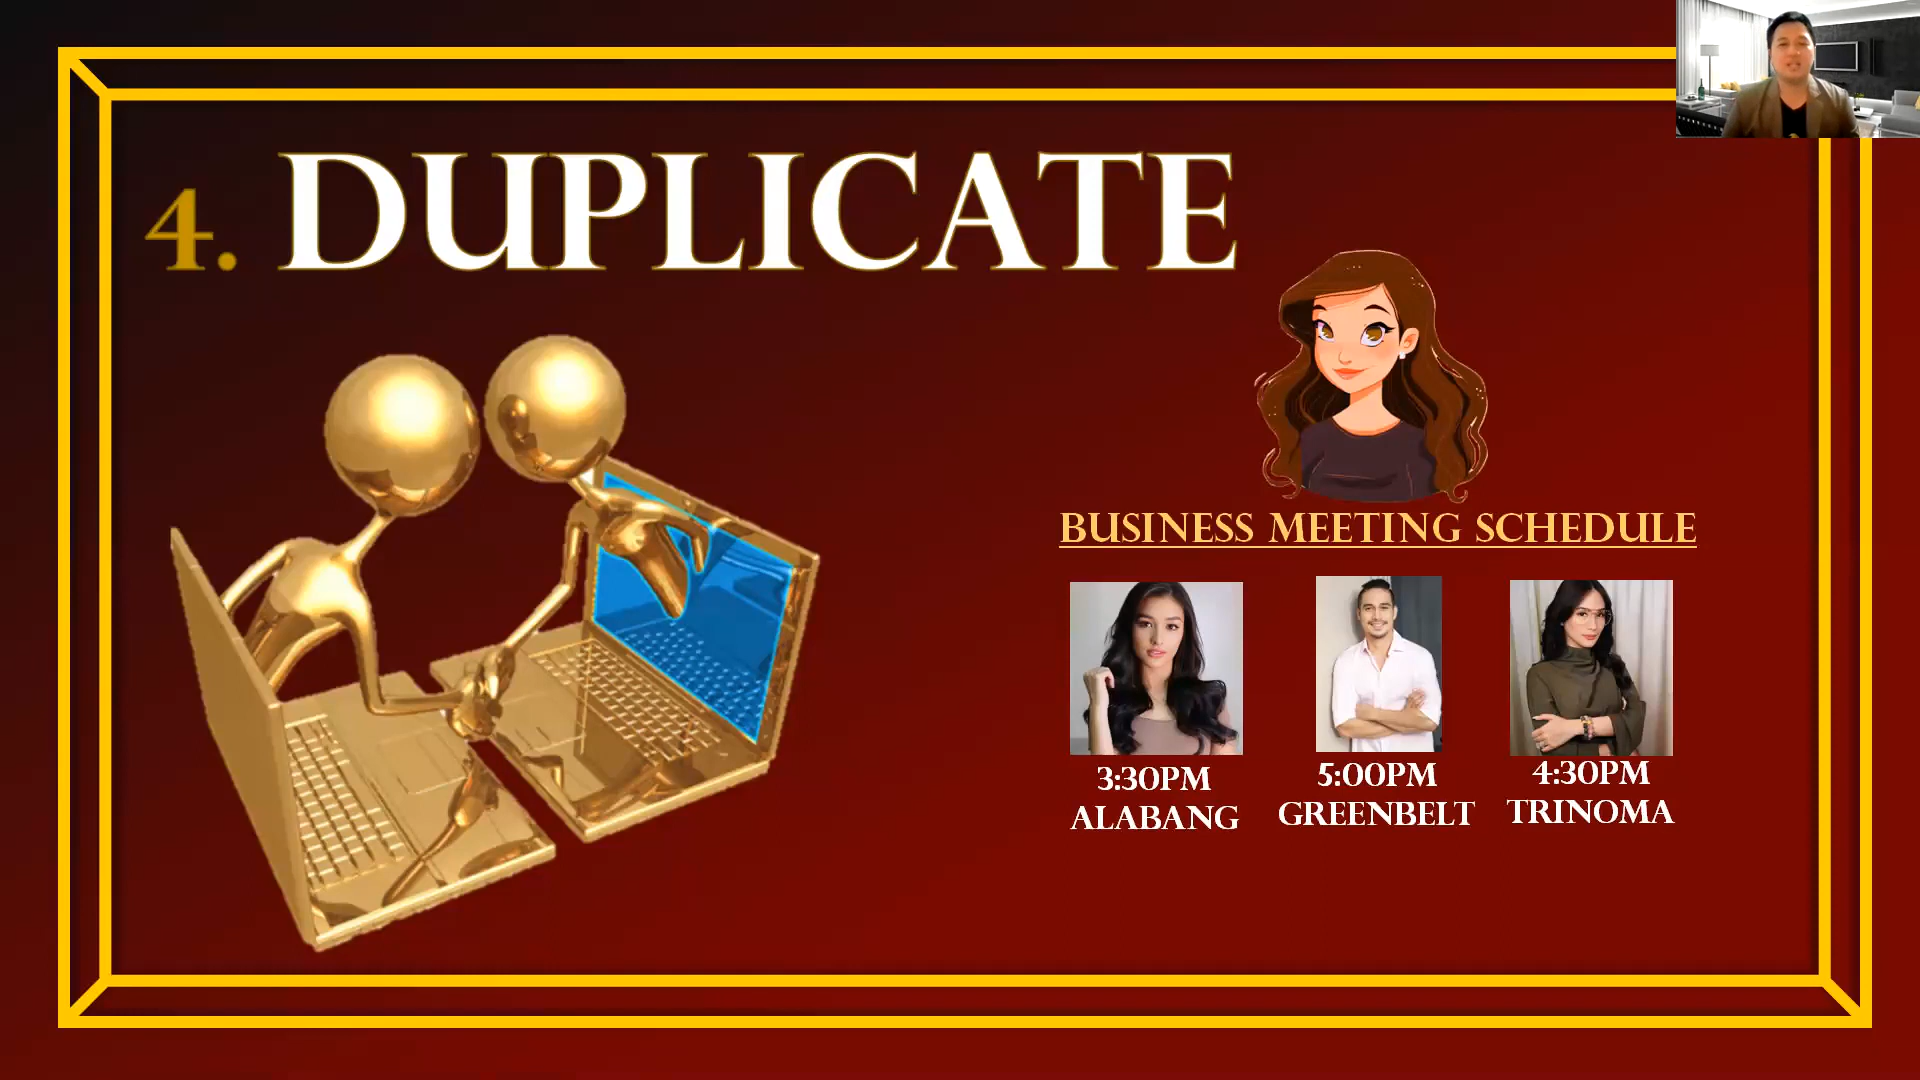 4. DUPLICATE
BUSINESS MEETING SCHEDULE
3:30PM
ALABANG
5:00PM
GREENBELT
4:30PM
TRINOMA